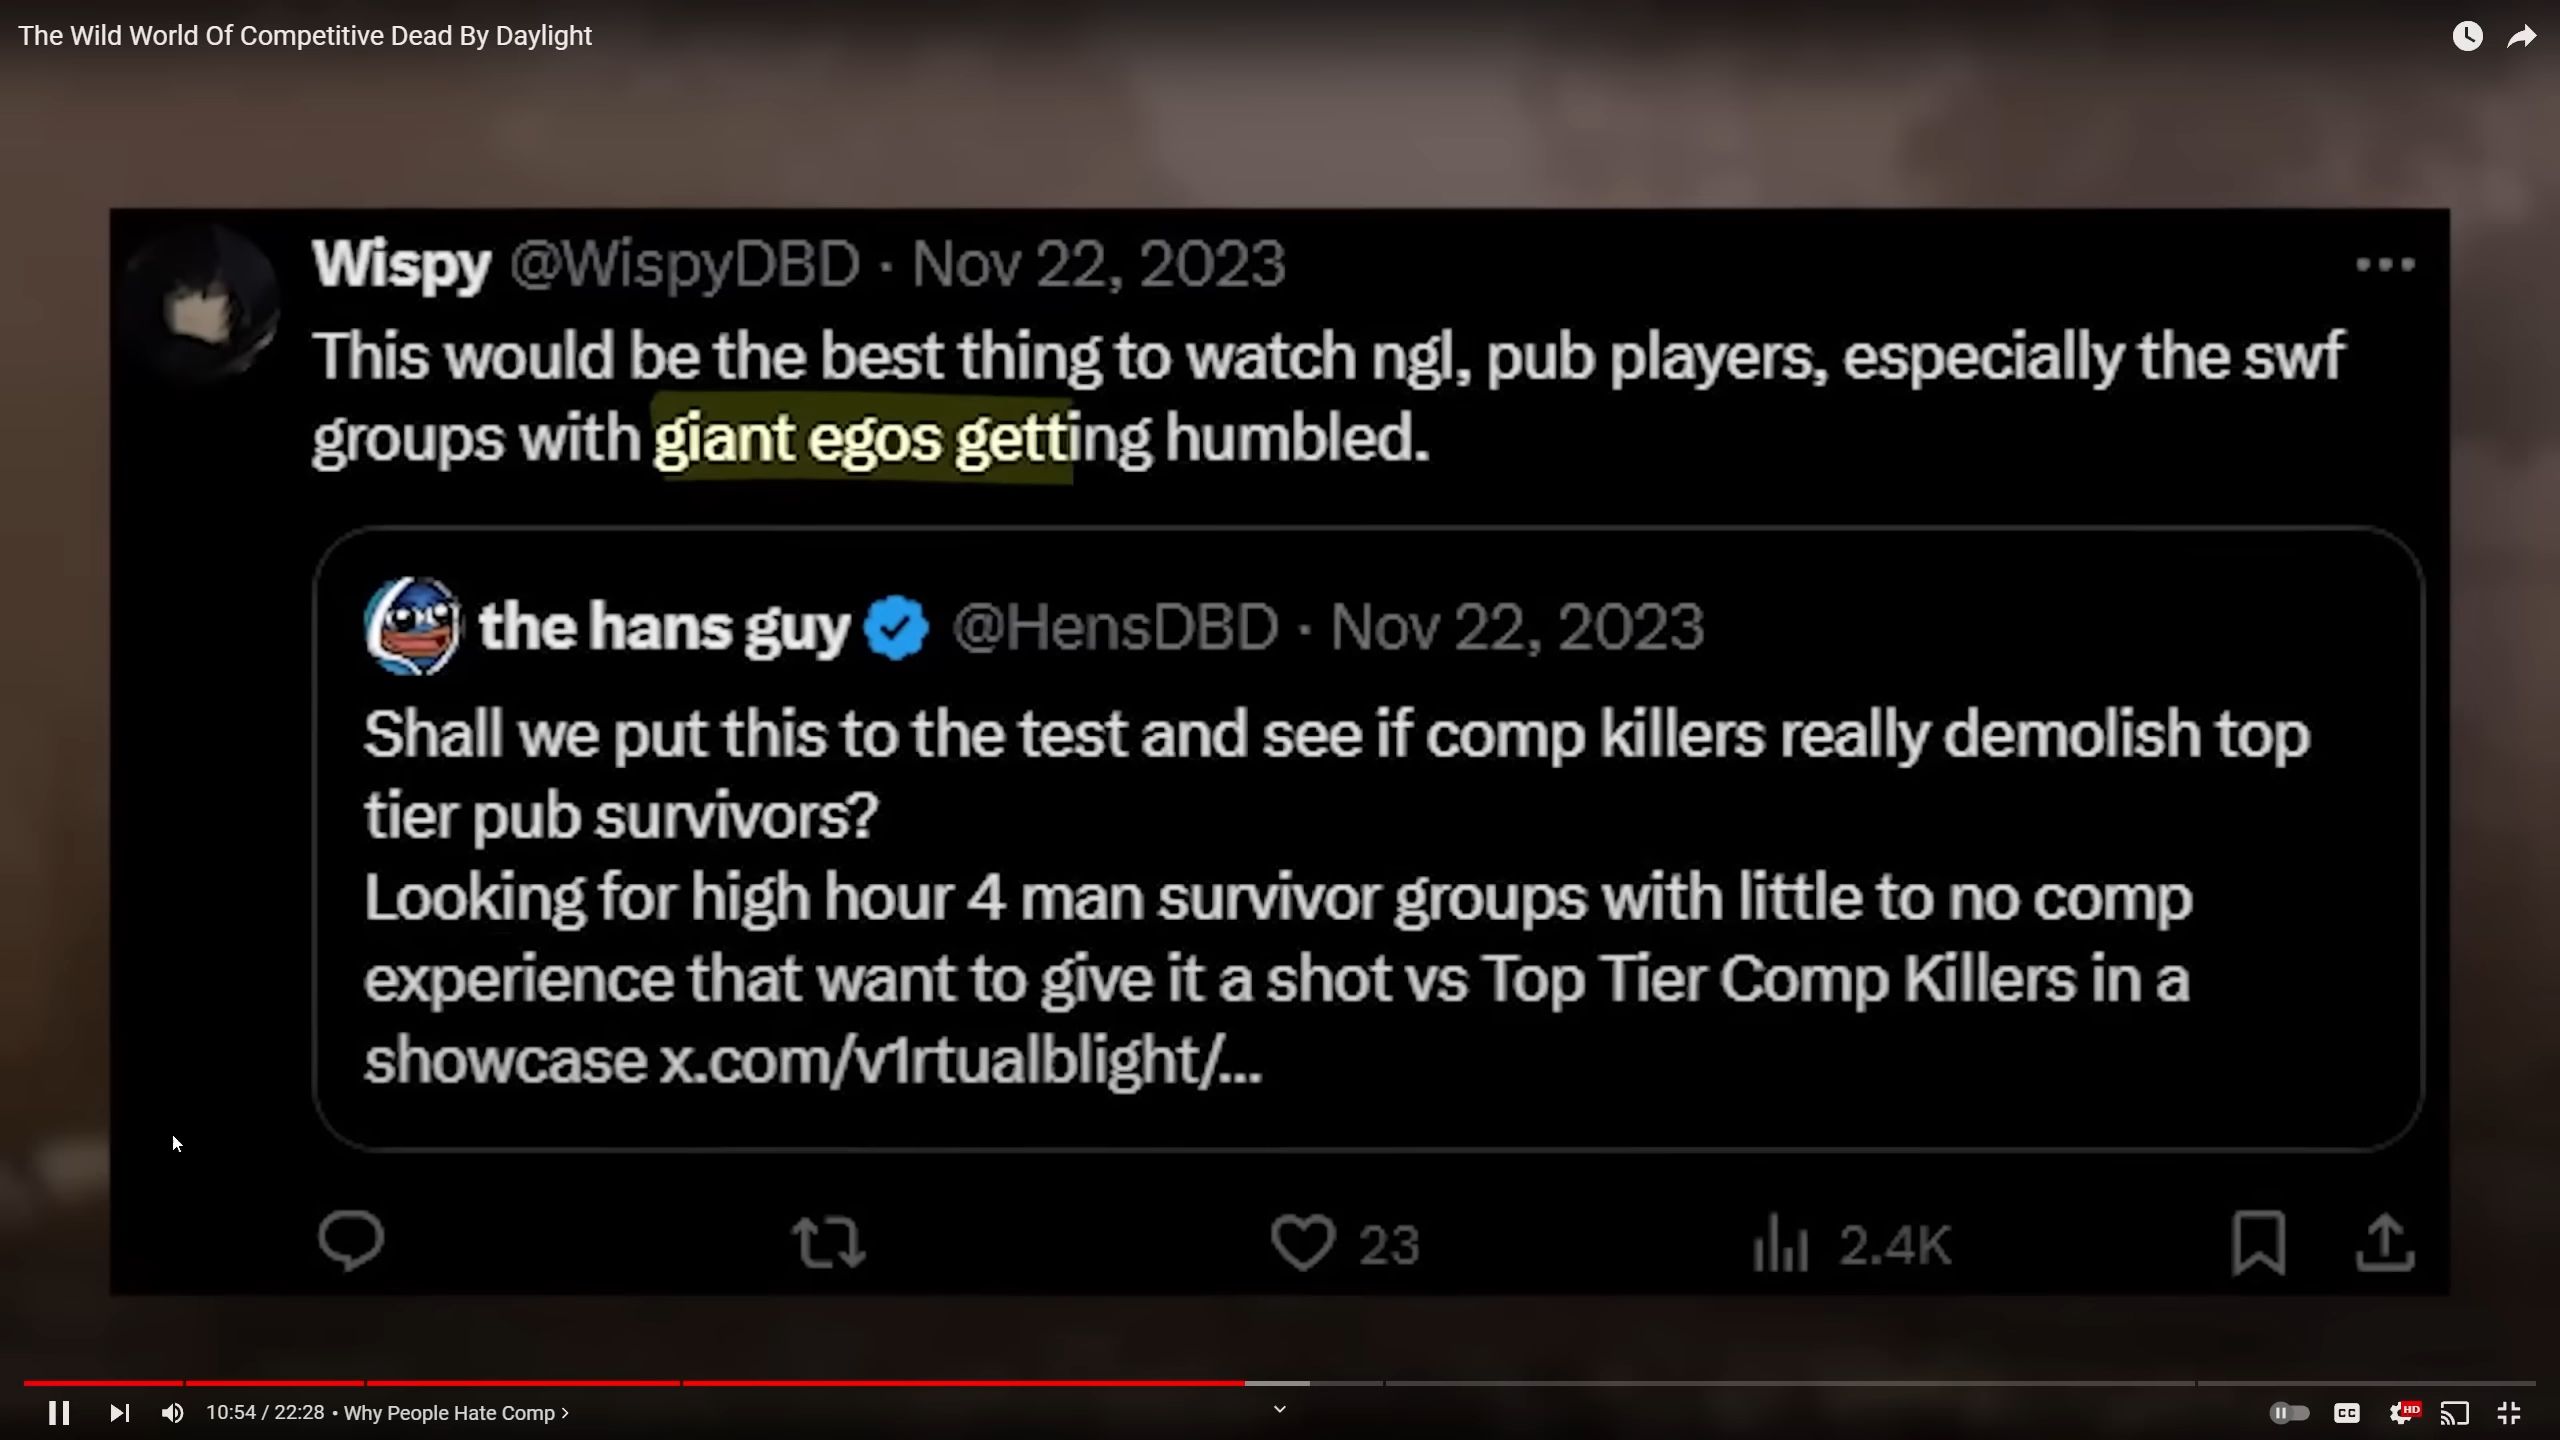 The Wild World Of Competitive Dead By Daylight
Wispy @WispyDBD · Nov 22, 2023
This would be the best thing to watch ngl, pub players, especially the swf
groups with giant egos getting humbled.
the hans guy @HensDBD · Nov 22, 2023
Shall we put this to the test and see if comp killers really demolish top
tier pub survivors?
Looking for high hour 4 man survivor groups with little to no comp
experience that want to give it a shot vs Top Tier Comp Killers in a
showcase x.com/v1rtualblight/...
23 2.4K
10:54 / 22:28 • Why People Hate Comp CC HD